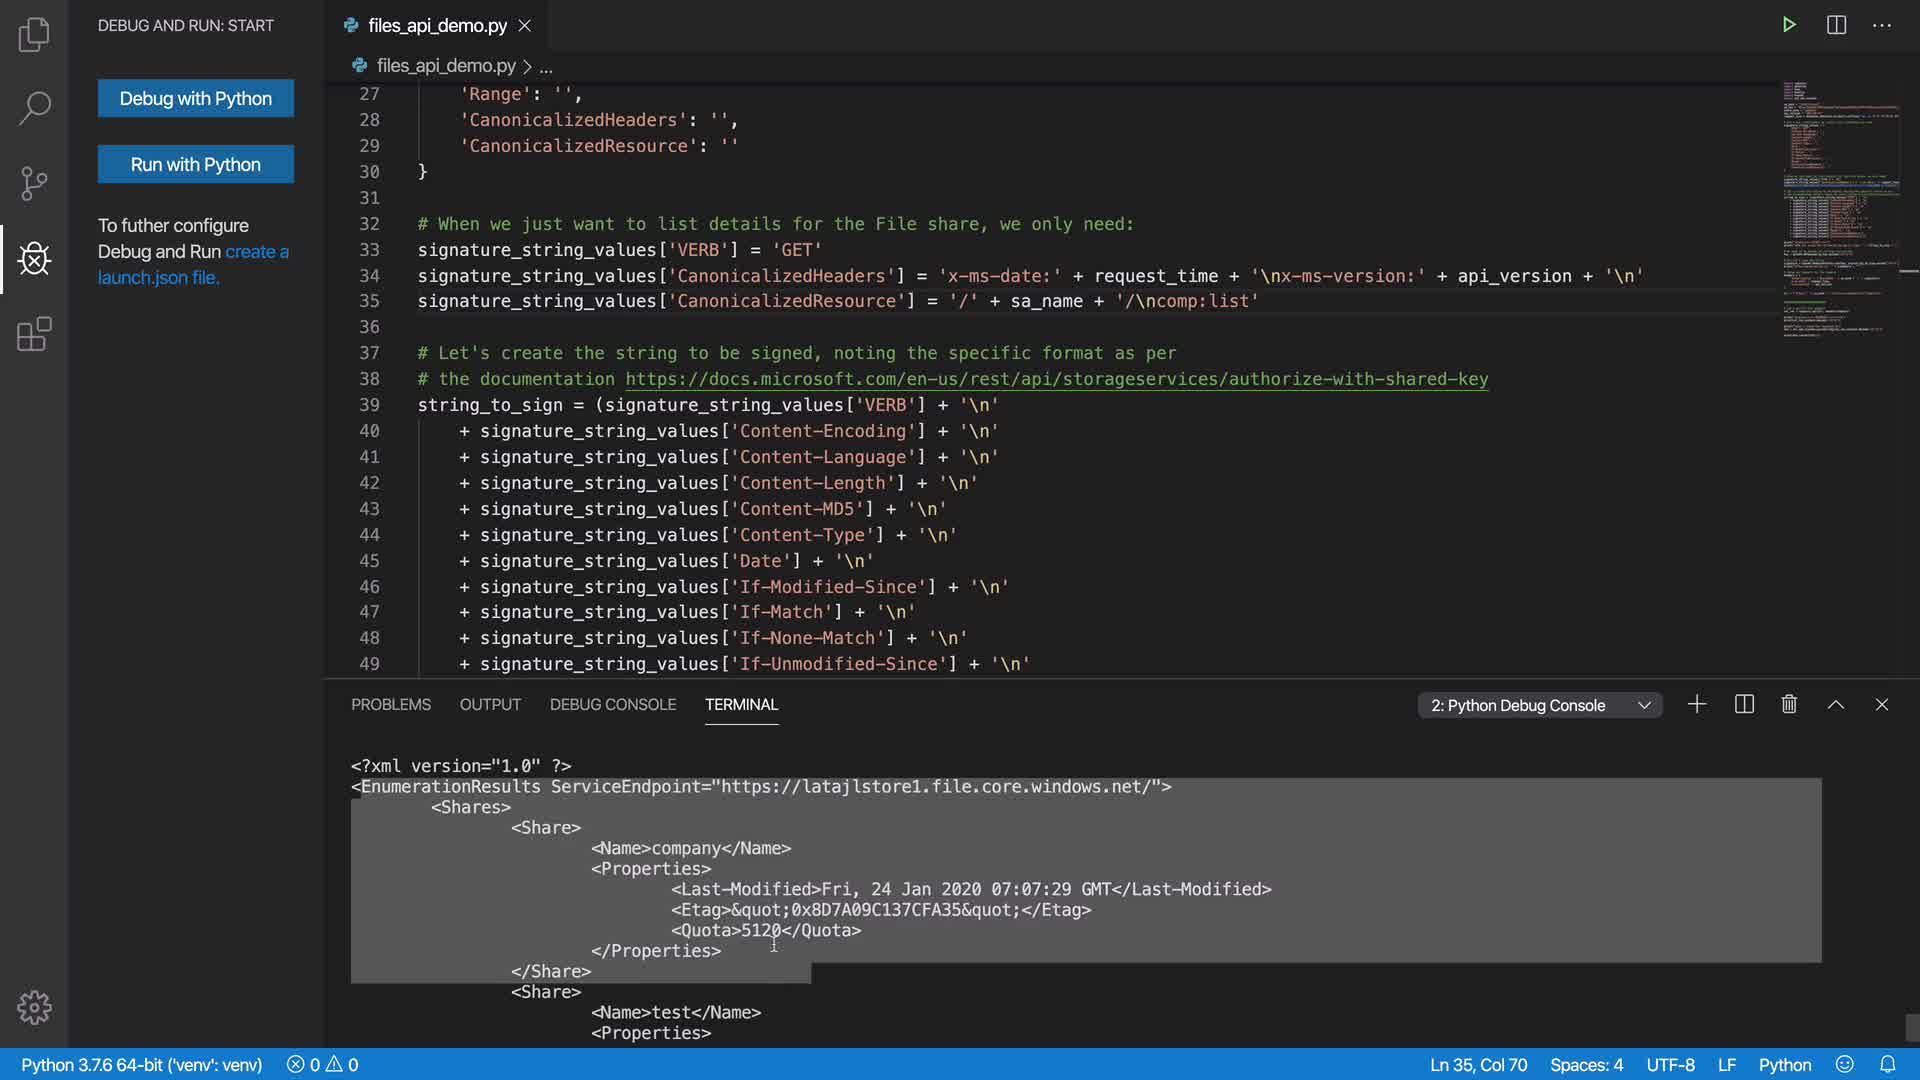 DEBUG AND RUN: START
Debug with Python
Run with Python
To futher configure
Debug and Run create a
launch.json file.
files_api_demo.py
files_api_demo.py > ...
27 'Range': '',
28 'CanonicalizedHeaders': '',
29 'CanonicalizedResource': ''
30 }
31
32 # When we just want to list details for the File share, we only need:
33 signature_string_values['VERB'] = 'GET'
34 signature_string_values['CanonicalizedHeaders'] = 'x-ms-date:' + request_time + '\nx-ms-version:' + api_version + '\n'
35 signature_string_values['CanonicalizedResource'] = '/' + sa_name + '/\ncomp:list'
36
37 # Let's create the string to be signed, noting the specific format as per
38 # the documentation https://docs.microsoft.com/en-us/rest/api/storageservices/authorize-with-shared-key
39 string_to_sign = (signature_string_values['VERB'] + '\n'
40 + signature_string_values['Content-Encoding'] + '\n'
41 + signature_string_values['Content-Language'] + '\n'
42 + signature_string_values['Content-Length'] + '\n'
43 + signature_string_values['Content-MD5'] + '\n'
44 + signature_string_values['Content-Type'] + '\n'
45 + signature_string_values['Date'] + '\n'
46 + signature_string_values['If-Modified-Since'] + '\n'
47 + signature_string_values['If-Match'] + '\n'
48 + signature_string_values['If-None-Match'] + '\n'
49 + signature_string_values['If-Unmodified-Since'] + '\n'
PROBLEMS OUTPUT DEBUG CONSOLE TERMINAL 2: Python Debug Console
<?xml version="1.0" ?>
<EnumerationResults ServiceEndpoint="https://latajlstore1.file.core.windows.net/">
<Shares>
<Share>
<Name>company</Name>
<Properties>
<Last-Modified>Fri, 24 Jan 2020 07:07:29 GMT</Last-Modified>
<Etag>&quot;0x8D7A09C137CFA35&quot;</Etag>
<Quota>5120</Quota>
</Properties>
</Share>
<Share>
<Name>test</Name>
<Properties>
Python 3.7.6 64-bit ('venv': venv) 0 0 Ln 35, Col 70 Spaces: 4 UTF-8 LF Python